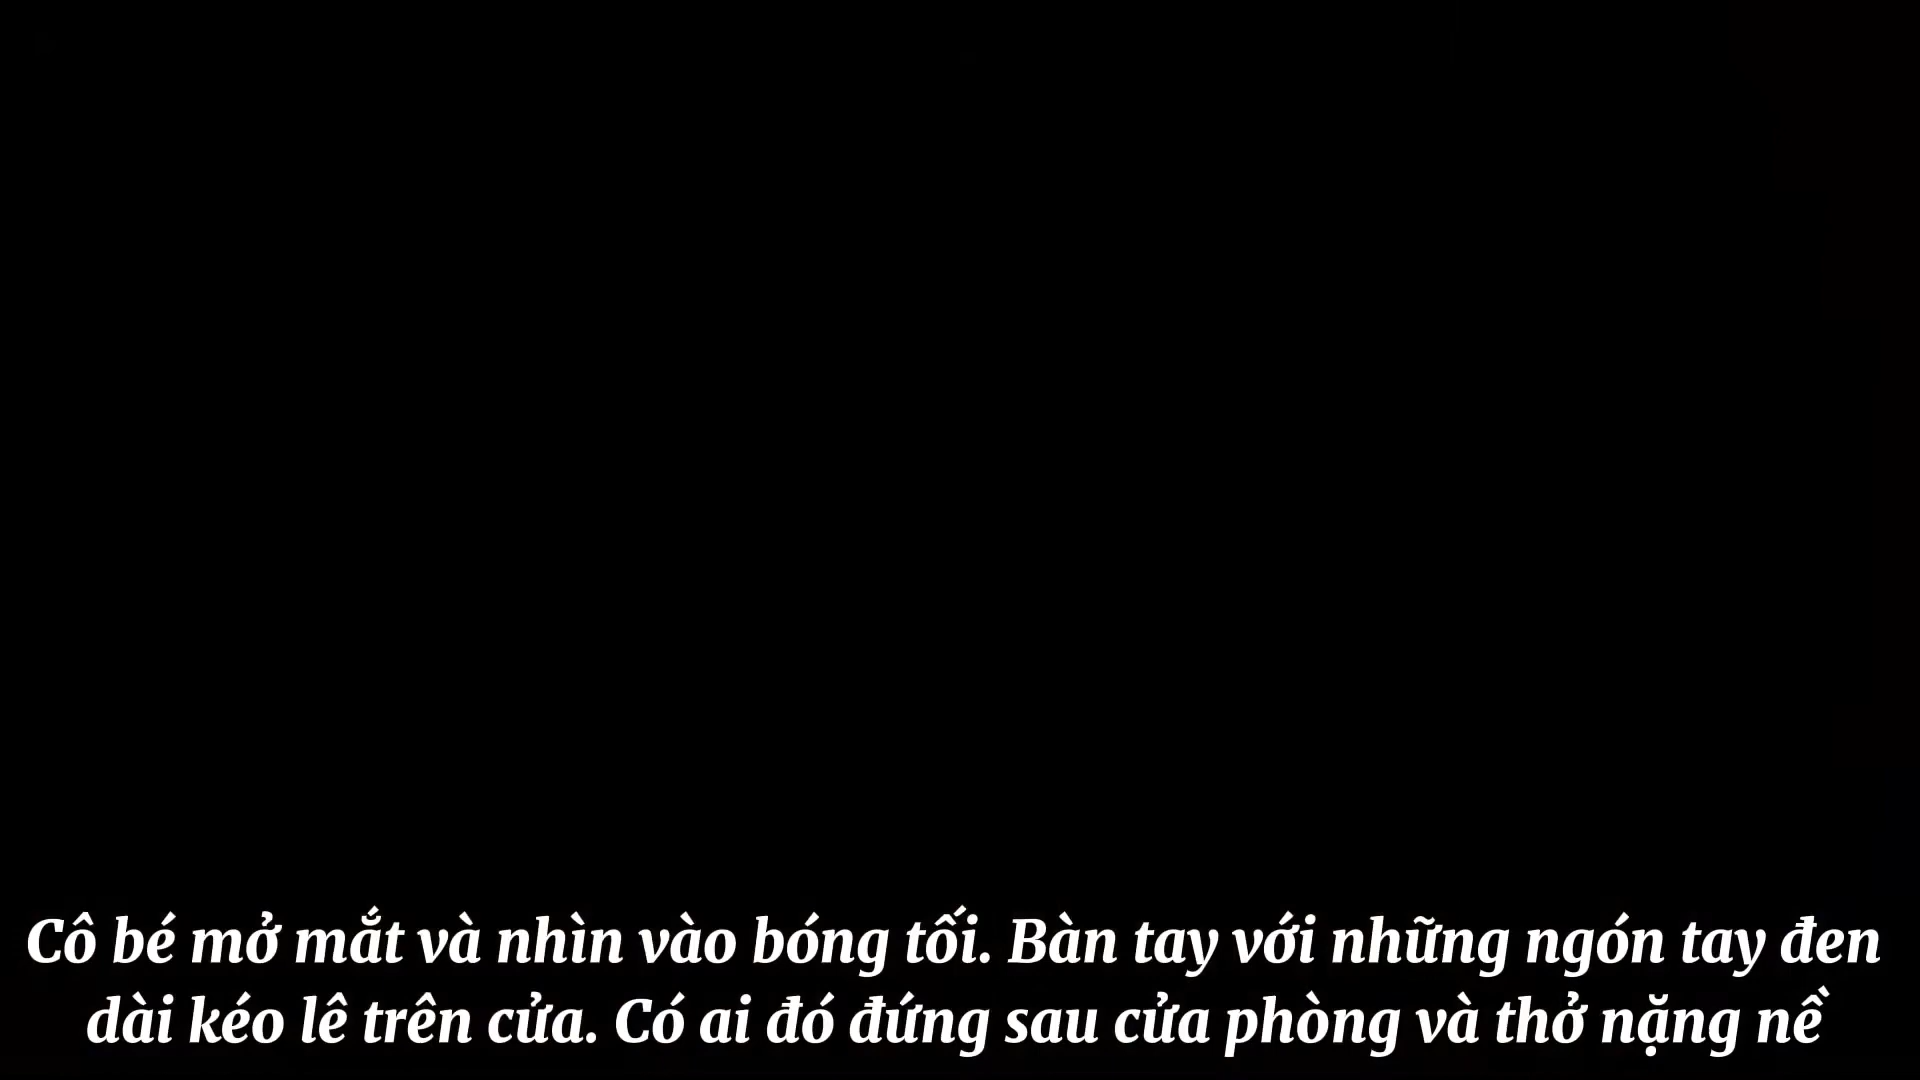 Cô bé mở mắt và nhìn vào bóng tối. Bàn tay với những ngón tay đen
dài kéo lê trên cửa. Có ai đó đứng sau cửa phòng và thở nặng nề